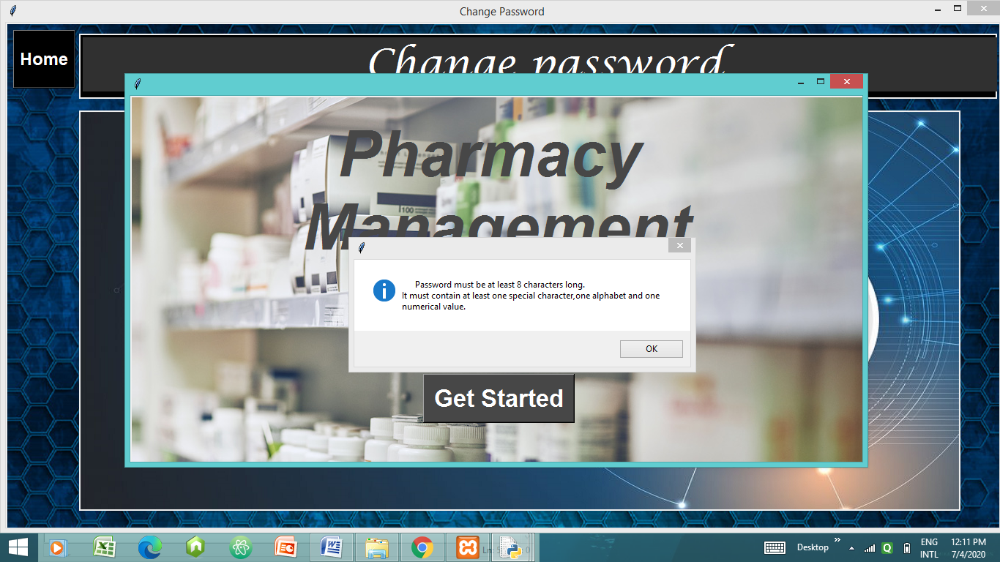 Change Password
Home
Change password
Pharmacy
Management
100
Password must be at least 8 characters long.
It must contain at least one special character,one alphabet and one
numerical value.
OK
Get Started
Desktop
ENG
INTL
12:11 PM
7/4/2020